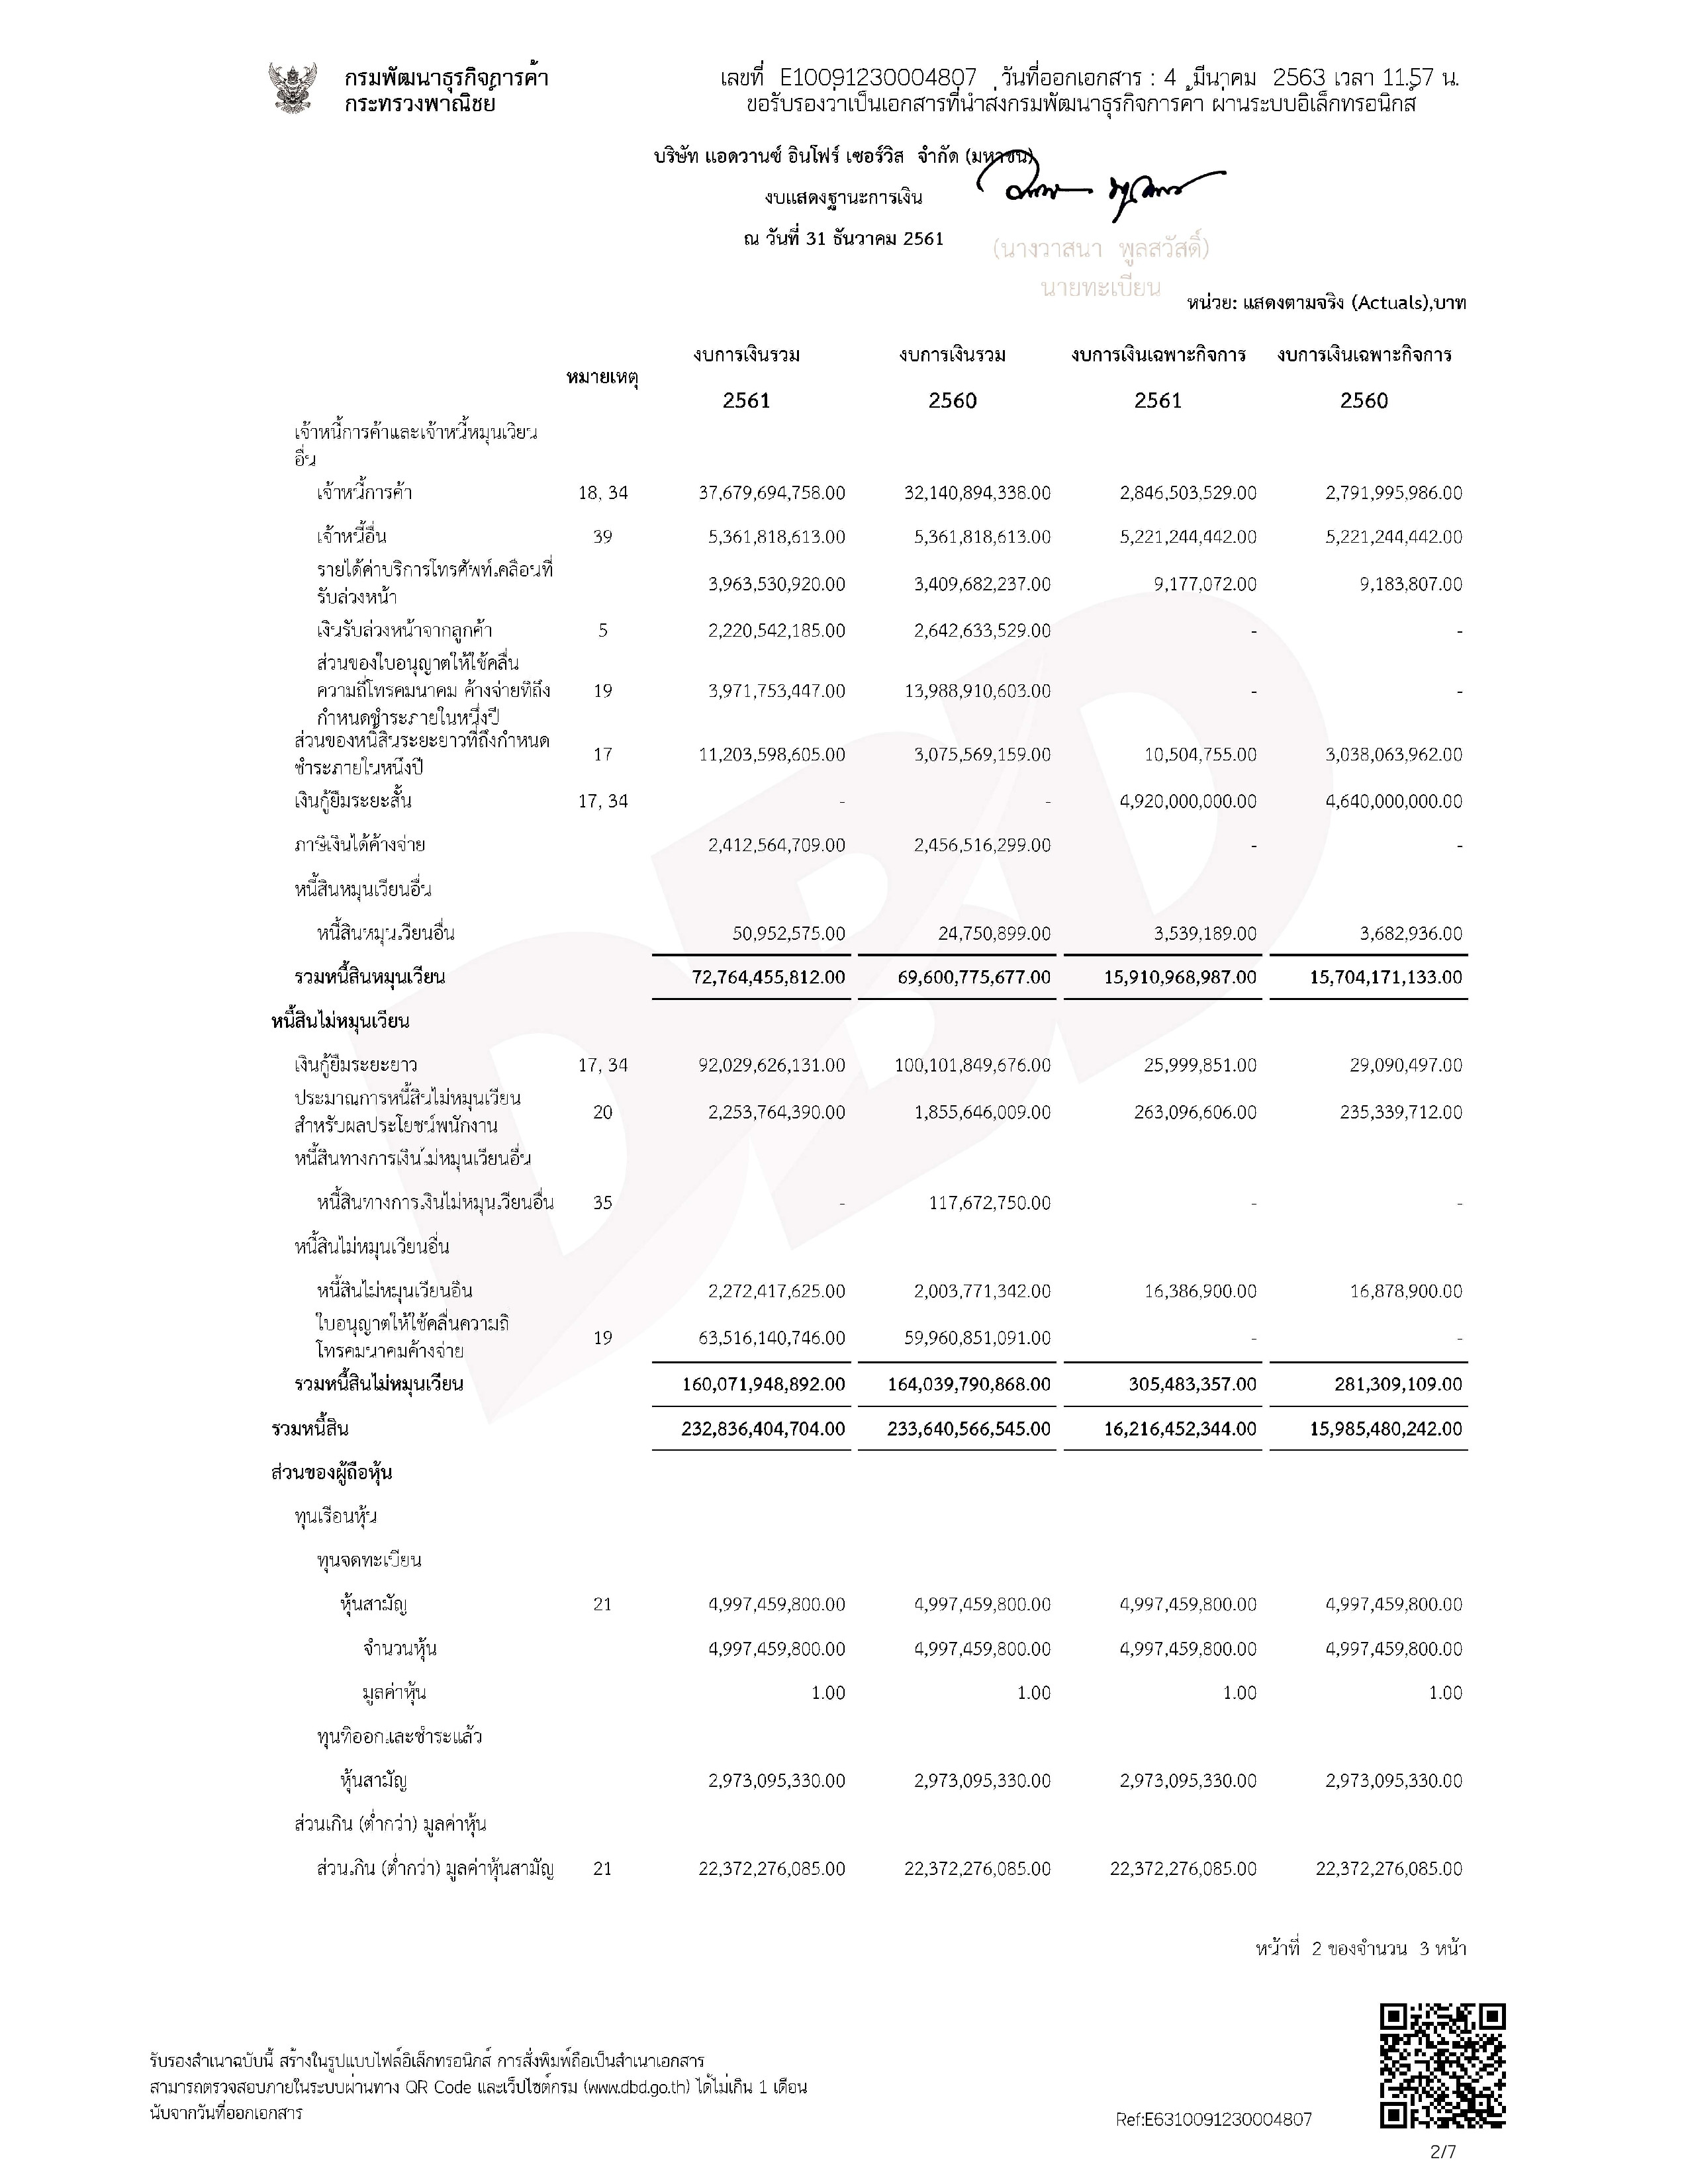 กรมพัฒนาธุรกิจการค้า
กระทรวงพาณิชย์
เลขที่ E10091230004807 วันที่ออกเอกสาร : 4 มีนาคม 2563 เวลา 11.57 น.
ขอรับรองว่าเป็นเอกสารที่นำส่งกรมพัฒนาธุรกิจการค้า ผ่านระบบอิเล็กทรอนิกส์
บริษัท แอดวานซ์ อินโฟร์ เซอร์วิส จำกัด (มหาชน)
งบแสดงฐานะการเงิน
ณ วันที่ 31 ธันวาคม 2561
(นางวาสนา พูลสวัสดิ์)
นายทะเบียน
หน่วย: แสดงตามจริง (Actuals),บาท
หมายเหตุ งบการเงินรวม งบการเงินรวม งบการเงินเฉพาะกิจการ งบการเงินเฉพาะกิจการ
2561 2560 2561 2560
เจ้าหนี้การค้าและเจ้าหนี้หมุนเวียน
อื่น
เจ้าหนี้การค้า 18, 34 37,679,694,758.00 32,140,894,338.00 2,846,503,529.00 2,791,995,986.00
เจ้าหนี้อื่น 39 5,361,818,613.00 5,361,818,613.00 5,221,244,442.00 5,221,244,442.00
รายได้ค่าบริการโทรศัพท์เคลื่อนที่
รับล่วงหน้า 3,963,530,920.00 3,409,682,237.00 9,177,072.00 9,183,807.00
เงินรับล่วงหน้าจากลูกค้า 5 2,220,542,185.00 2,642,633,529.00 - -
ส่วนของใบอนุญาตให้ใช้คลื่น
ความถี่โทรคมนาคม ค้างจ่ายที่ถึง 19 3,971,753,447.00 13,988,910,603.00 - -
กำหนดชำระภายในหนึ่งปี
ส่วนของหนี้สินระยะยาวที่ถึงกำหนด
ชำระภายในหนึ่งปี 17 11,203,598,605.00 3,075,569,159.00 10,504,755.00 3,038,063,962.00
เงินกู้ยืมระยะสั้น 17, 34 - - 4,920,000,000.00 4,640,000,000.00
ภาษีเงินได้ค้างจ่าย 2,412,564,709.00 2,456,516,299.00 - -
หนี้สินหมุนเวียนอื่น
หนี้สินหมุนเวียนอื่น 50,952,575.00 24,750,899.00 3,539,189.00 3,682,936.00
รวมหนี้สินหมุนเวียน 72,764,455,812.00 69,600,775,677.00 15,910,968,987.00 15,704,171,133.00
หนี้สินไม่หมุนเวียน
เงินกู้ยืมระยะยาว 17, 34 92,029,626,131.00 100,101,849,676.00 25,999,851.00 29,090,497.00
ประมาณการหนี้สินไม่หมุนเวียน
สำหรับผลประโยชน์พนักงาน 20 2,253,764,390.00 1,855,646,009.00 263,096,606.00 235,339,712.00
หนี้สินทางการเงินไม่หมุนเวียนอื่น
หนี้สินทางการเงินไม่หมุนเวียนอื่น 35 - 117,672,750.00 - -
หนี้สินไม่หมุนเวียนอื่น
หนี้สินไม่หมุนเวียนอื่น 2,272,417,625.00 2,003,771,342.00 16,386,900.00 16,878,900.00
ใบอนุญาตให้ใช้คลื่นความถี่
โทรคมนาคมค้างจ่าย 19 63,516,140,746.00 59,960,851,091.00 - -
รวมหนี้สินไม่หมุนเวียน 160,071,948,892.00 164,039,790,868.00 305,483,357.00 281,309,109.00
รวมหนี้สิน 232,836,404,704.00 233,640,566,545.00 16,216,452,344.00 15,985,480,242.00
ส่วนของผู้ถือหุ้น
ทุนเรือนหุ้น
ทุนจดทะเบียน
หุ้นสามัญ 21 4,997,459,800.00 4,997,459,800.00 4,997,459,800.00 4,997,459,800.00
จำนวนหุ้น 4,997,459,800.00 4,997,459,800.00 4,997,459,800.00 4,997,459,800.00
มูลค่าหุ้น 1.00 1.00 1.00 1.00
ทุนที่ออกและชำระแล้ว
หุ้นสามัญ 2,973,095,330.00 2,973,095,330.00 2,973,095,330.00 2,973,095,330.00
ส่วนเกิน (ต่ำกว่า) มูลค่าหุ้น
ส่วนเกิน (ต่ำกว่า) มูลค่าหุ้นสามัญ 21 22,372,276,085.00 22,372,276,085.00 22,372,276,085.00 22,372,276,085.00
หน้าที่ 2 ของจำนวน 3 หน้า
รับรองสำเนาฉบับนี้ สร้างในรูปแบบไฟล์อิเล็กทรอนิกส์ การสั่งพิมพ์ถือเป็นสำเนาเอกสาร
สามารถตรวจสอบภายในระบบผ่านทาง QR Code และเว็ปไซต์กรม (www.dbd.go.th) ได้ไม่เกิน 1 เดือน
นับจากวันที่ออกเอกสาร
Ref:E6310091230004807
2/7
DBD